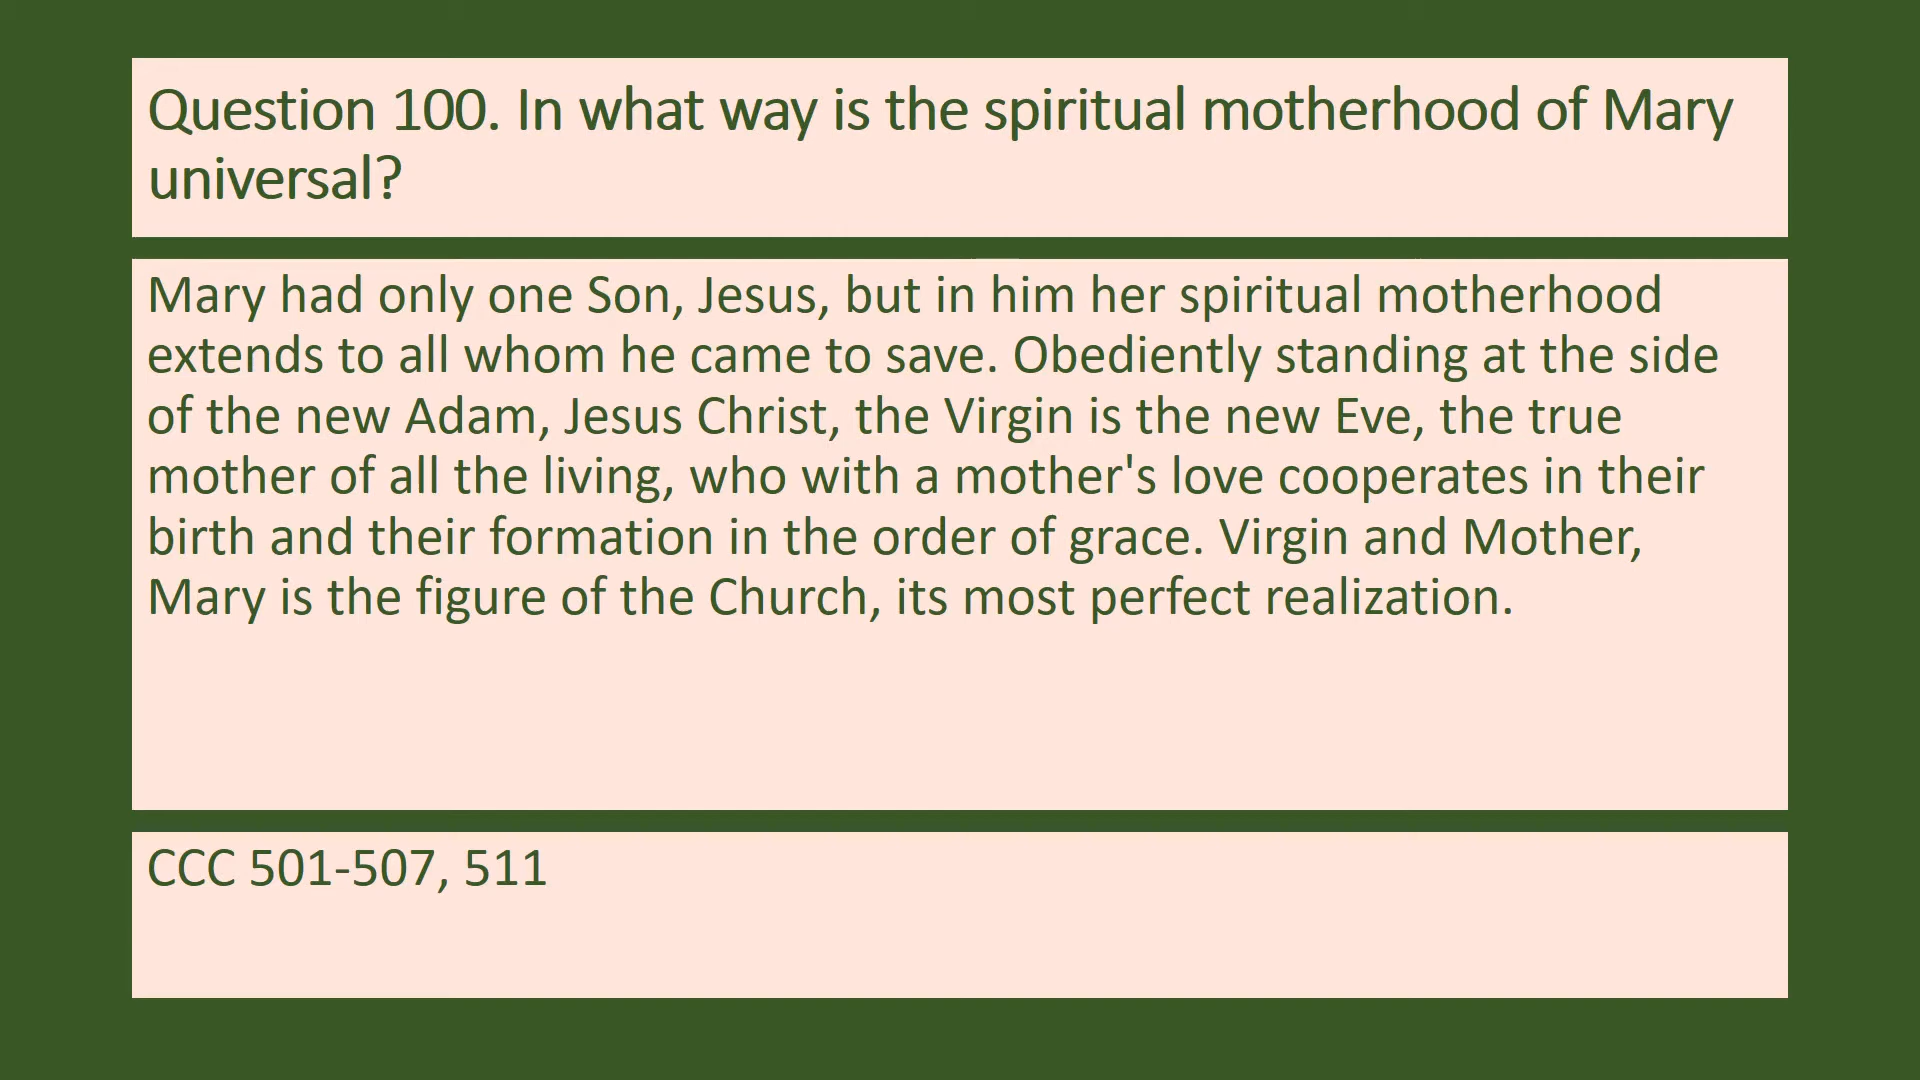 Question 100. In what way is the spiritual motherhood of Mary
universal?
Mary had only one Son, Jesus, but in him her spiritual motherhood
extends to all whom he came to save. Obediently standing at the side
of the new Adam, Jesus Christ, the Virgin is the new Eve, the true
mother of all the living, who with a mother's love cooperates in their
birth and their formation in the order of grace. Virgin and Mother,
Mary is the figure of the Church, its most perfect realization.
CCC 501-507, 511